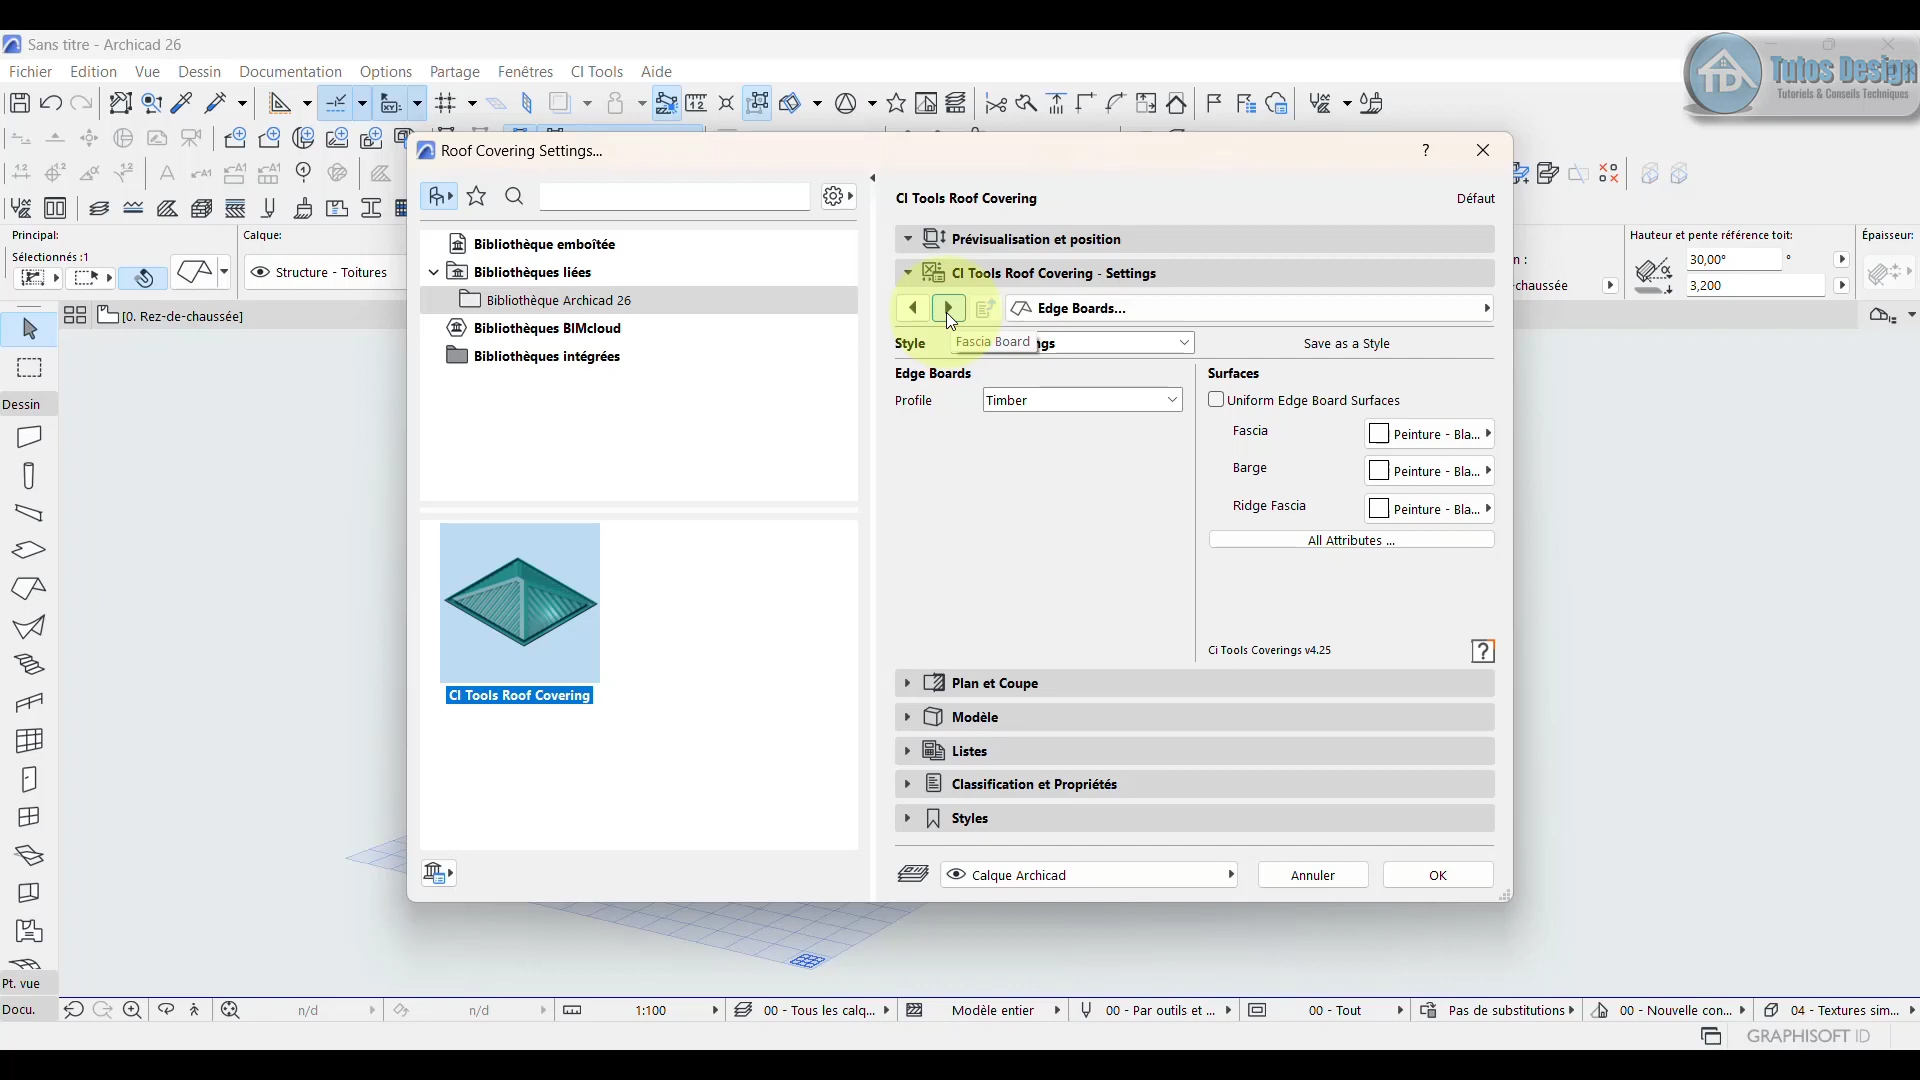 Sans titre - Archicad 26
Tutos Design
Tutoriels & Conseils Techniques
Fichier Edition Vue Dessin Documentation Options Partage Fenêtres CI Tools Aide
Roof Covering Settings...
?
CI Tools Roof Covering
Défaut
Principal:
Calque:
Sélectionnés :1
Structure - Toitures
Hauteur et pente référence toit:
Épaisseur:
30,00°
°
3,200
n :
-chaussée
[0. Rez-de-chaussée]
Bibliothèque emboîtée
Bibliothèques liées
Bibliothèque Archicad 26
Bibliothèques BIMcloud
Bibliothèques intégrées
CI Tools Roof Covering
Prévisualisation et position
CI Tools Roof Covering - Settings
Edge Boards...
Style
Fascia Board
ngs
Save as a Style
Edge Boards
Profile
Timber
Surfaces
Uniform Edge Board Surfaces
Fascia
Peinture - Bla...
Barge
Peinture - Bla...
Ridge Fascia
Peinture - Bla...
All Attributes ...
Ci Tools Coverings v4.25
?
Plan et Coupe
Modèle
Listes
Classification et Propriétés
Styles
Calque Archicad
Annuler
OK
Dessin
Pt. vue
Docu.
n/d
n/d
1:100
00 - Tous les calq...
Modèle entier
00 - Par outils et ...
00 - Tout
Pas de substitutions
00 - Nouvelle con...
04 - Textures sim...
GRAPHISOFT ID